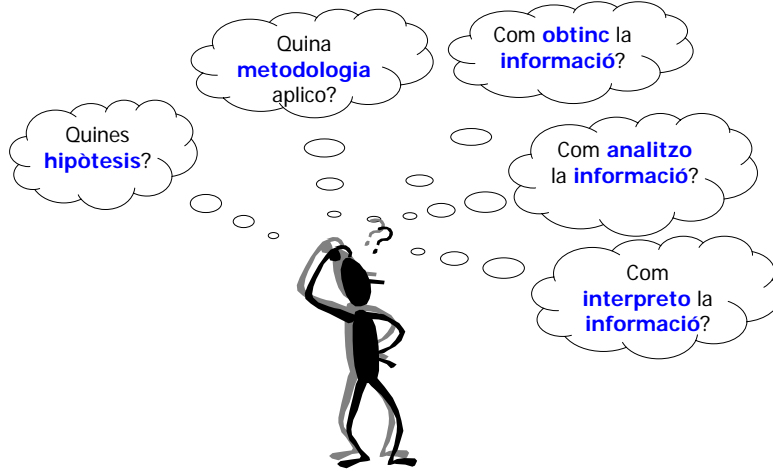 Quines
hipòtesis?
Quina
metodologia
aplico?
Com obtinc la
informació?
Com analitzo
la informació?
Com
interpreto la
informació?
?